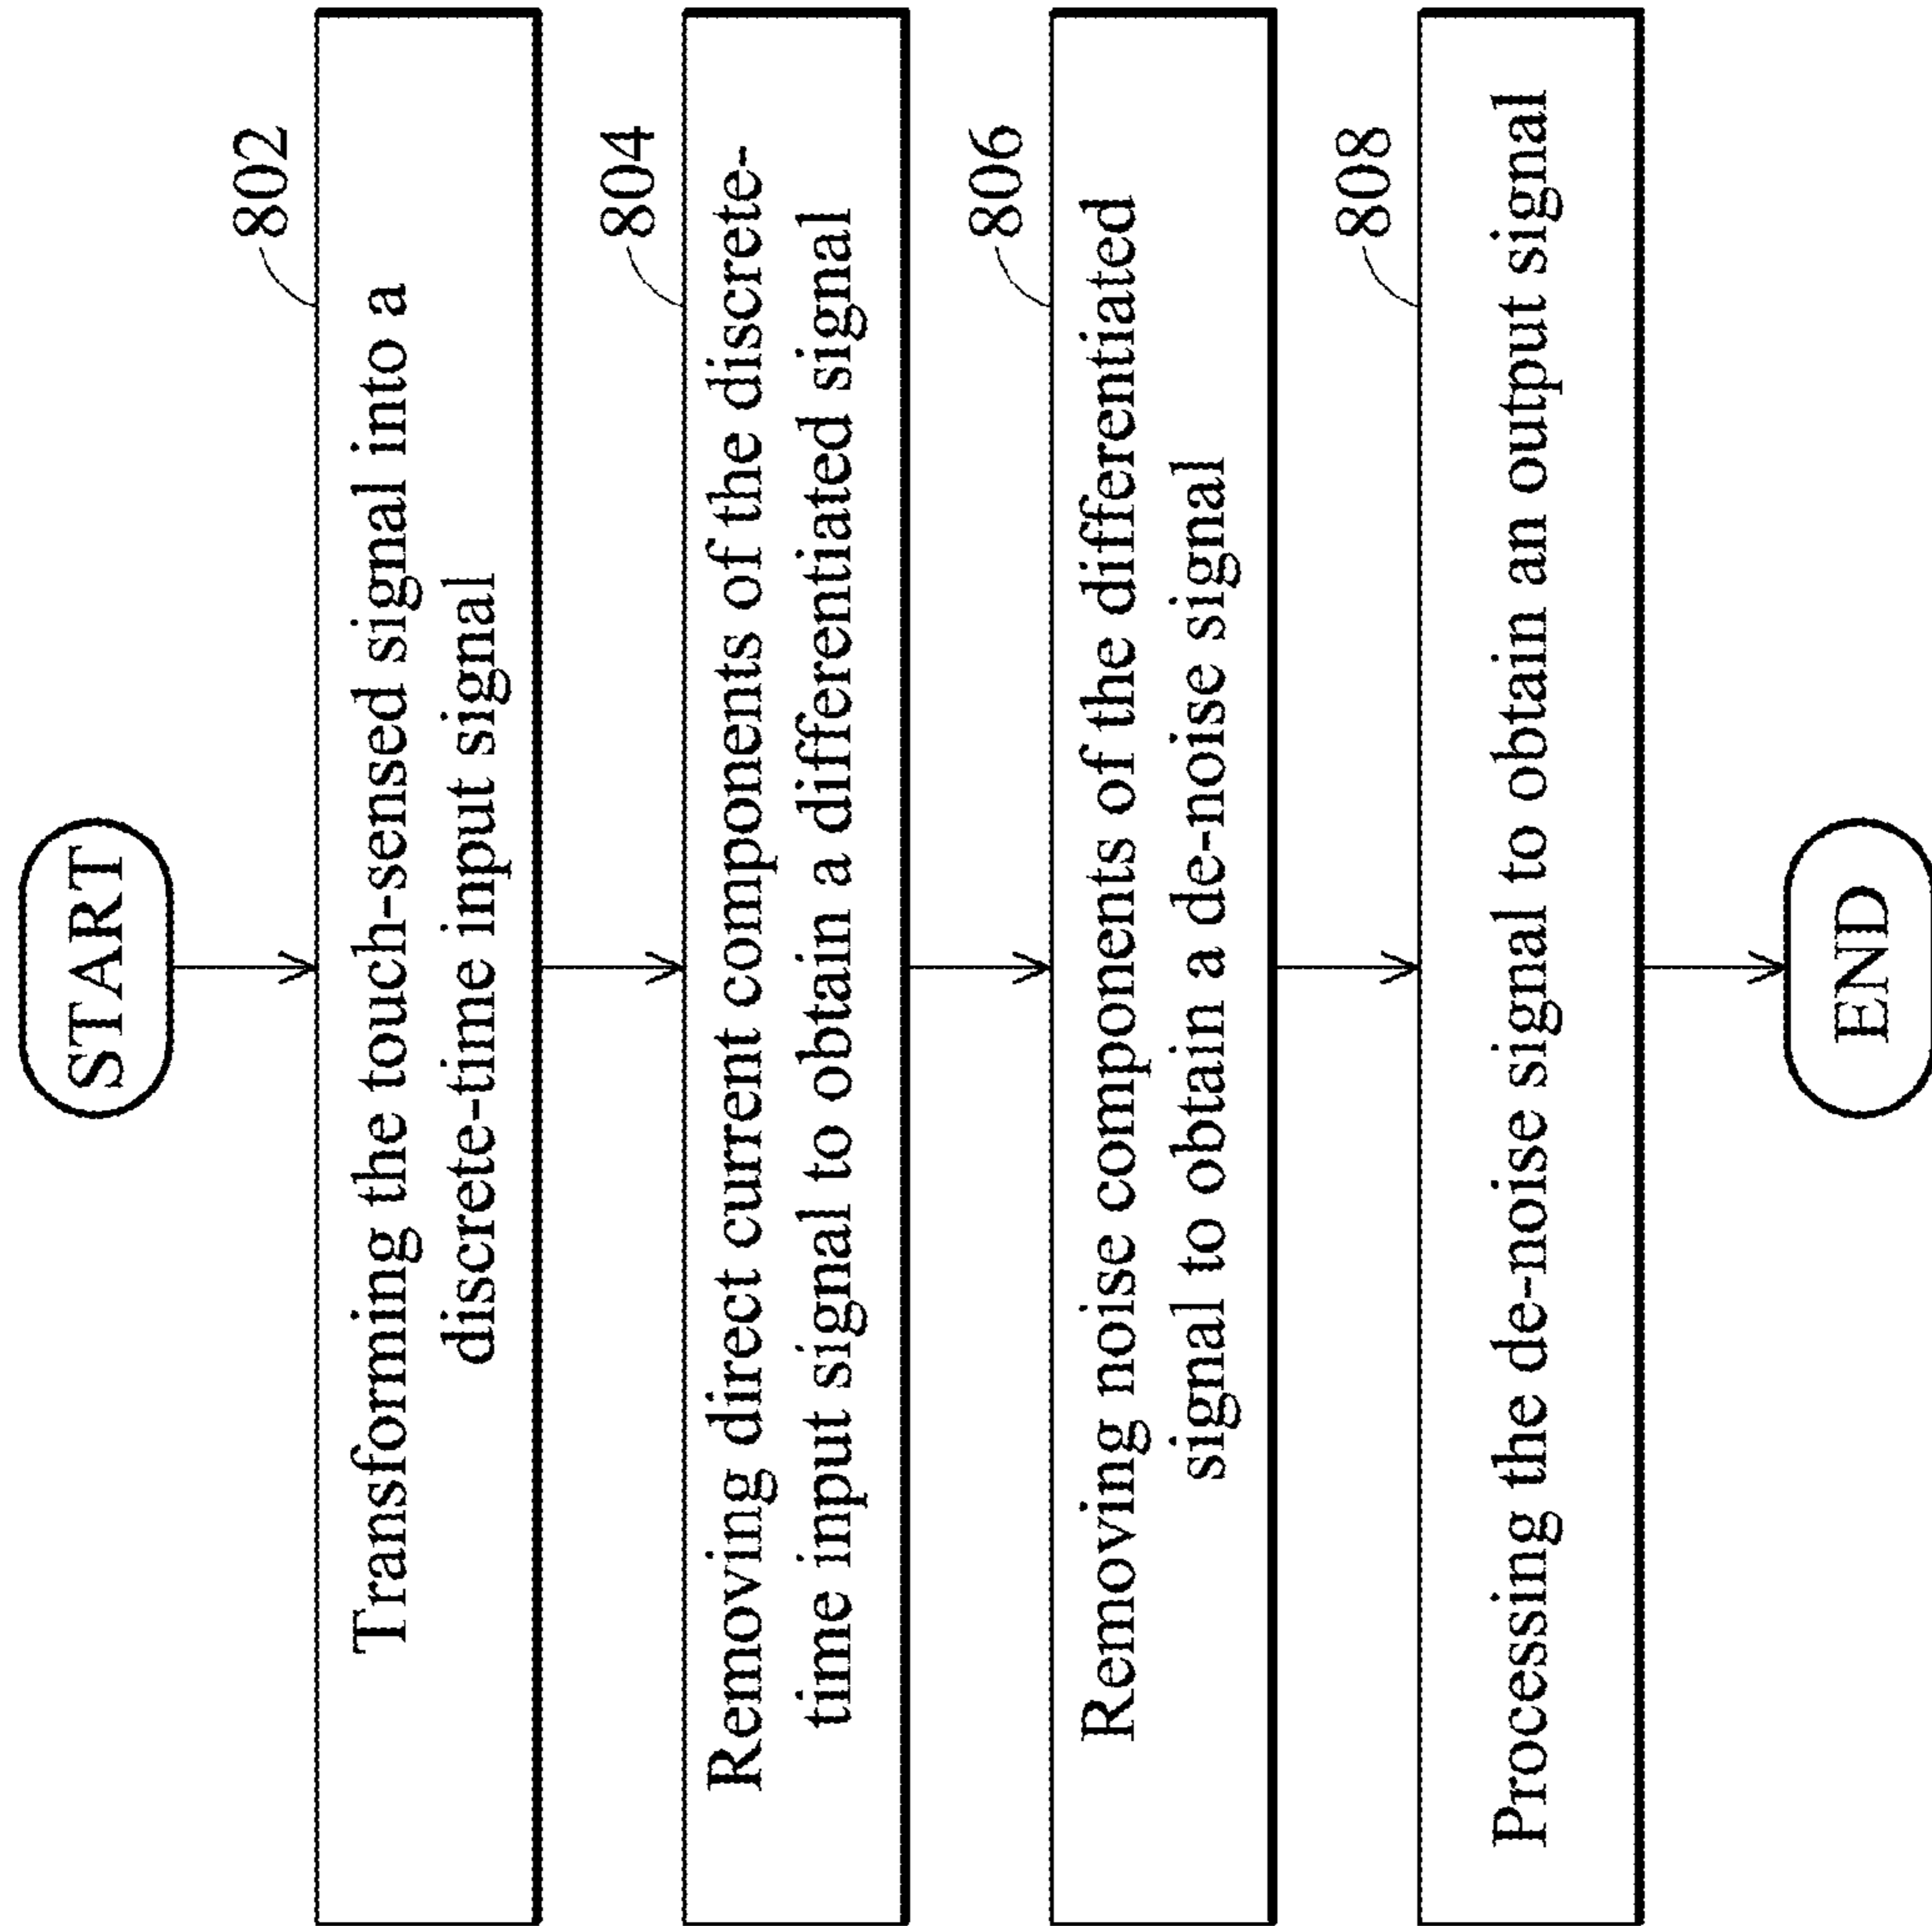 START
802
Transforming the touch-sensed signal into a
discrete-time input signal
804
Removing direct current components of the discrete-
time input signal to obtain a differentiated signal
806
Removing noise components of the differentiated
signal to obtain a de-noise signal
808
Processing the de-noise signal to obtain an output signal
END